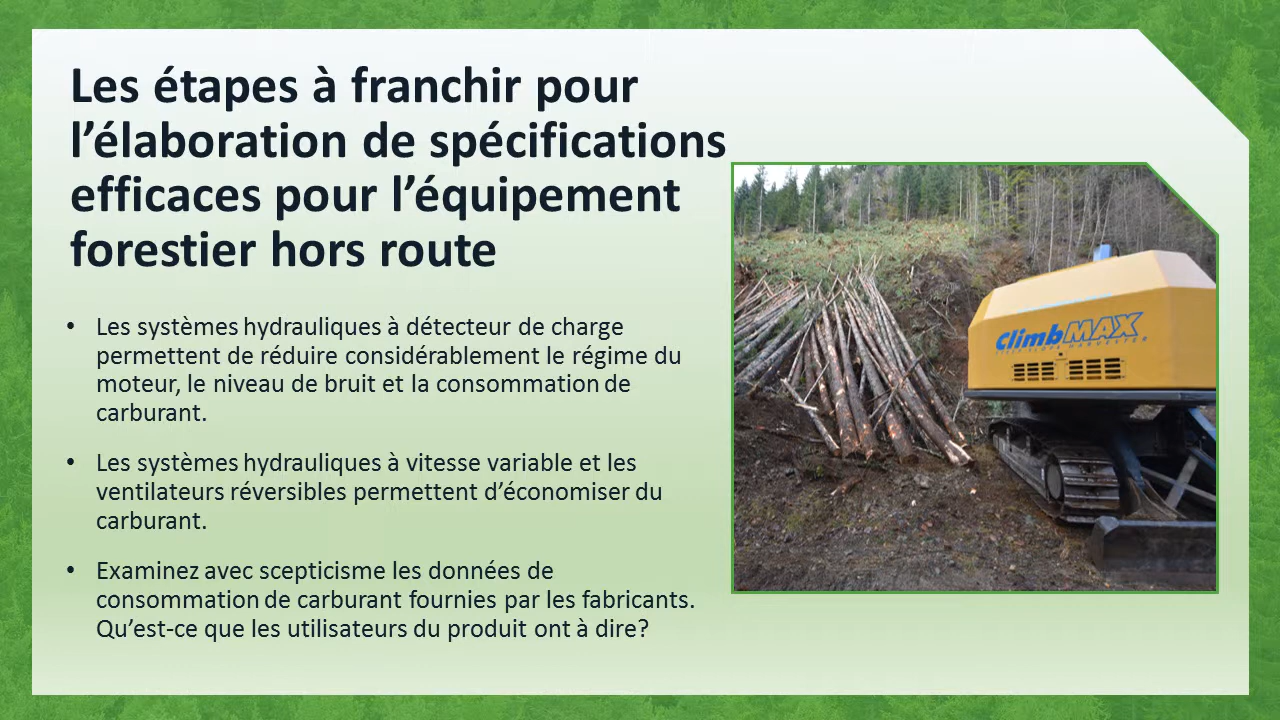 Les étapes à franchir pour
l’élaboration de spécifications
efficaces pour l’équipement
forestier hors route
• Les systèmes hydrauliques à détecteur de charge
permettent de réduire considérablement le régime du
moteur, le niveau de bruit et la consommation de
carburant.
• Les systèmes hydrauliques à vitesse variable et les
ventilateurs réversibles permettent d’économiser du
carburant.
• Examinez avec scepticisme les données de
consommation de carburant fournies par les fabricants.
Qu’est-ce que les utilisateurs du produit ont à dire?
ClimbMAX